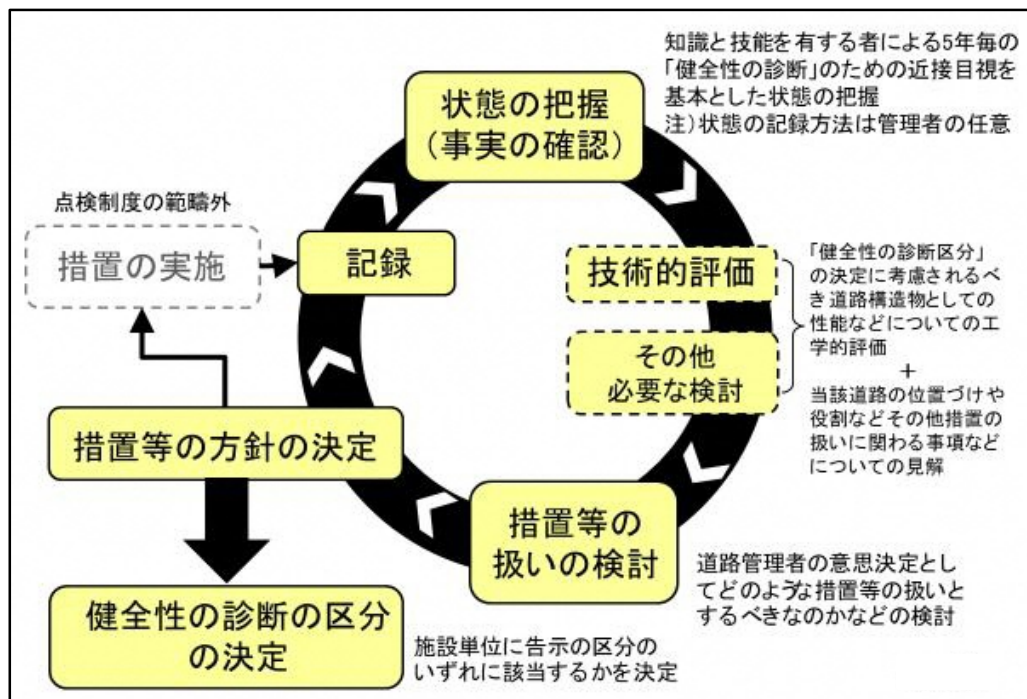 知識と技能を有する者による5年毎の
「健全性の診断」のための近接目視を
基本とした状態の把握
注)状態の記録方法は管理者の任意
状態の把握
(事実の確認)
点検制度の範疇外
措置の実施
記録
技術的評価
その他
必要な検討
「健全性の診断区分」
の決定に考慮されるべ
き道路構造物としての
性能などについての工
学的評価
+
当該道路の位置づけや
役割などその他措置の
扱いに関わる事項など
についての見解
措置等の方針の決定
措置等の
扱いの検討
道路管理者の意思決定とし
てどのような措置等の扱いと
するべきなのかなどの検討
健全性の診断の区分
の決定
施設単位に告示の区分の
いずれに該当するかを決定